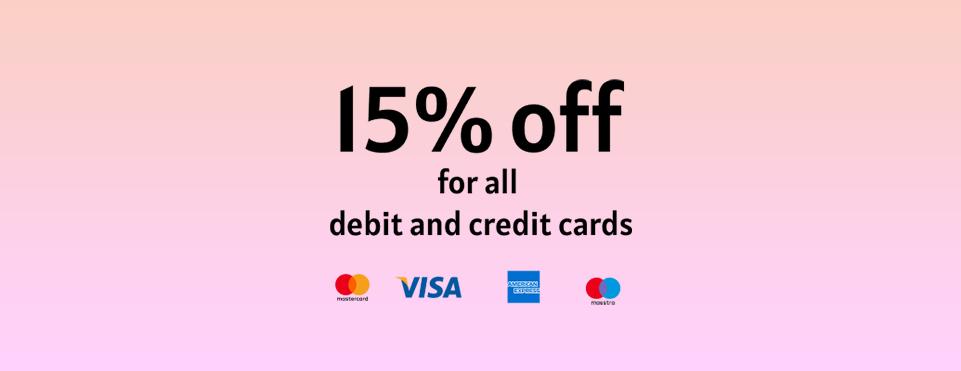 15% off
for all
debit and credit cards
mastercard VISA AMERICAN EXPRESS maestro